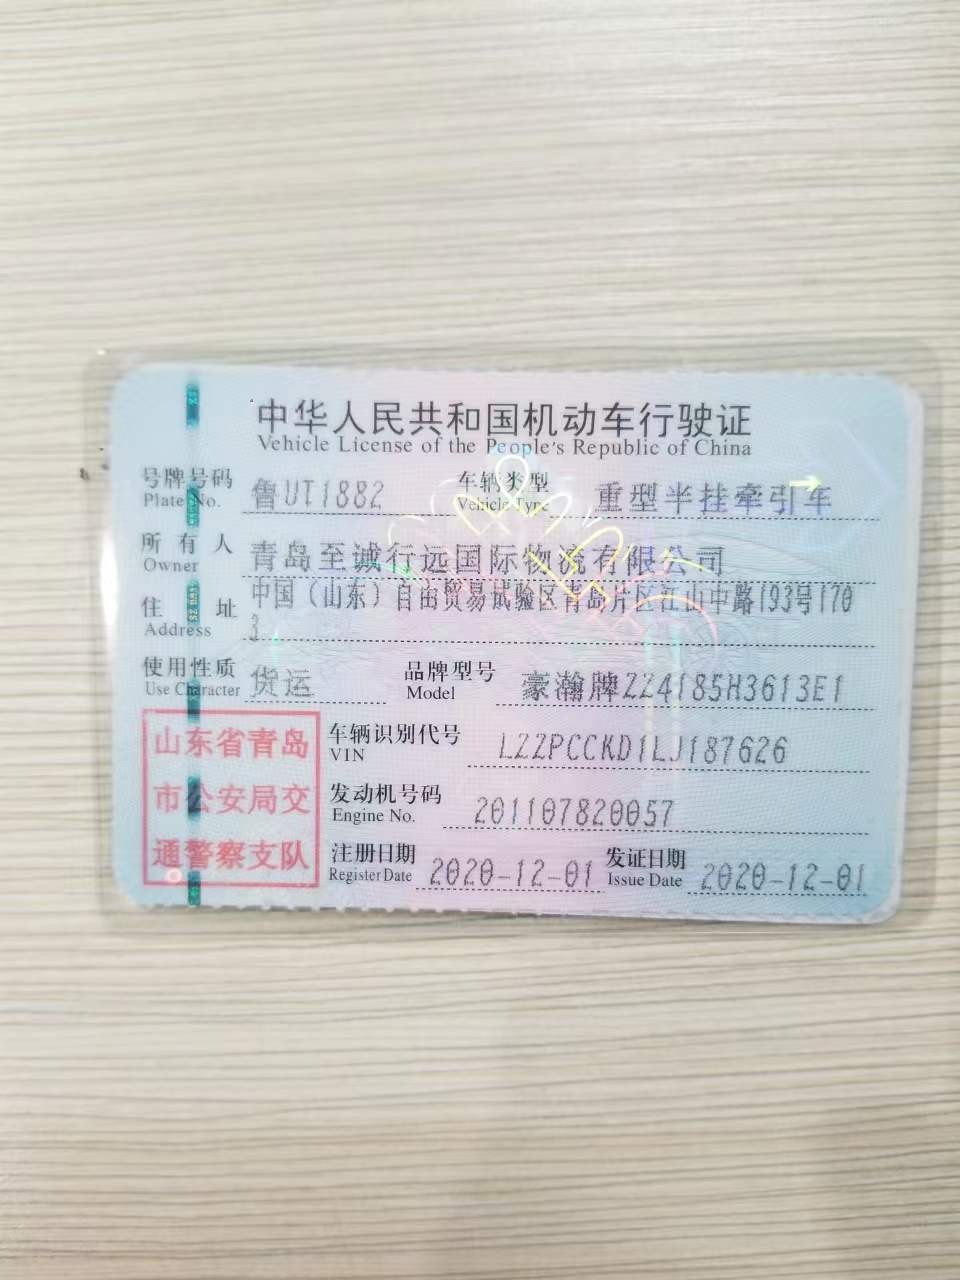 中华人民共和国机动车行驶证
Vehicle License of the People's Republic of China
号牌号码 鲁UT1882 车辆类型 重型半挂牵引车
Plate No. Vehicle Type
所有人 青岛至诚行远国际物流有限公司
Owner
住址 中国（山东）自由贸易试验区青岛片区江山中路193号170
Address 3
使用性质 货运 品牌型号 豪瀚牌ZZ4185H3613E1
Use Character Model
山东省青岛
市公安局交
通警察支队
车辆识别代号 LZZPCCKD1LJ187626
VIN
发动机号码 201107820057
Engine No.
注册日期 2020-12-01 发证日期 2020-12-01
Register Date Issue Date